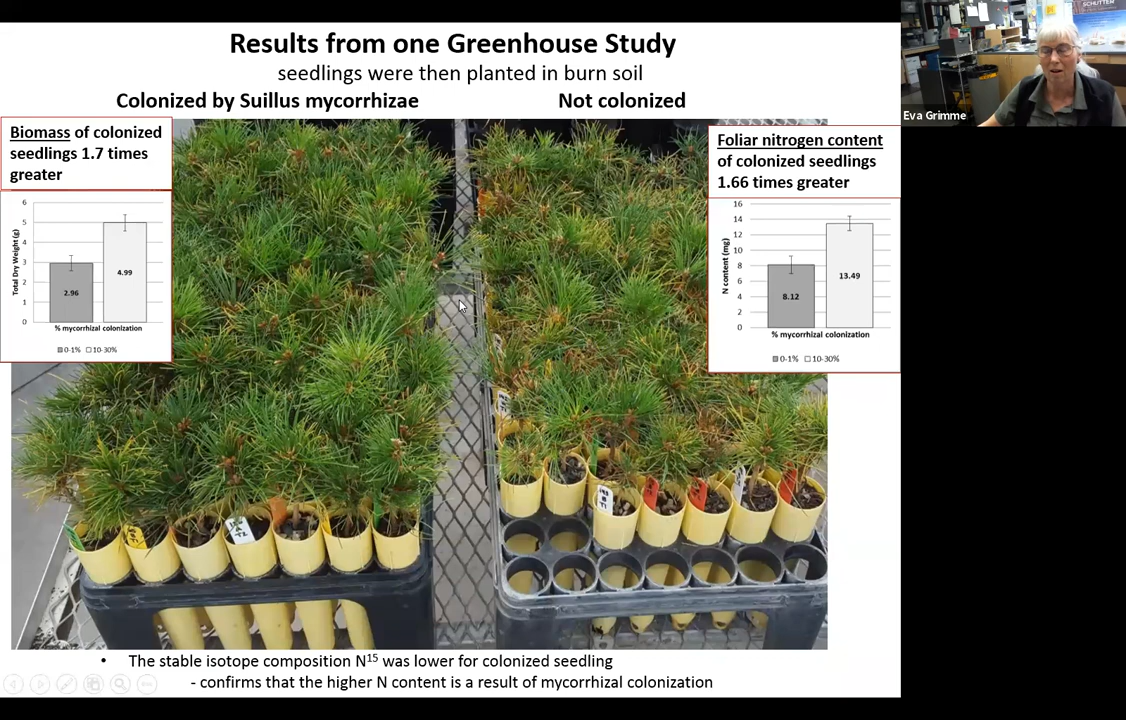 Results from one Greenhouse Study
seedlings were then planted in burn soil
Colonized by Suillus mycorrhizae
Not colonized
Biomass of colonized
seedlings 1.7 times
greater
6
5
4
3
2
1
0
Total Dry Weight (g)
2.96
4.99
% mycorrhizal colonization
0-1% 10-30%
Foliar nitrogen content
of colonized seedlings
1.66 times greater
16
14
12
10
8
6
4
2
0
N content (mg)
8.12
13.49
% mycorrhizal colonization
0-1% 10-30%
• The stable isotope composition N15 was lower for colonized seedling
- confirms that the higher N content is a result of mycorrhizal colonization
Eva Grimme
SCHUTTER